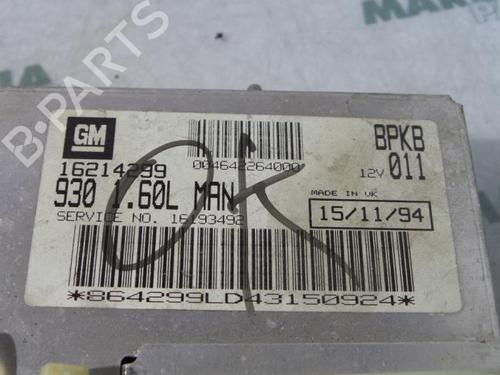 GM
BPKB
16214299
004642264000
12V 011
930 1.60L MAN
MADE IN UK
SERVICE NO. 16193492
15/11/94
OK
*864299LD43150924*
B-PARTS